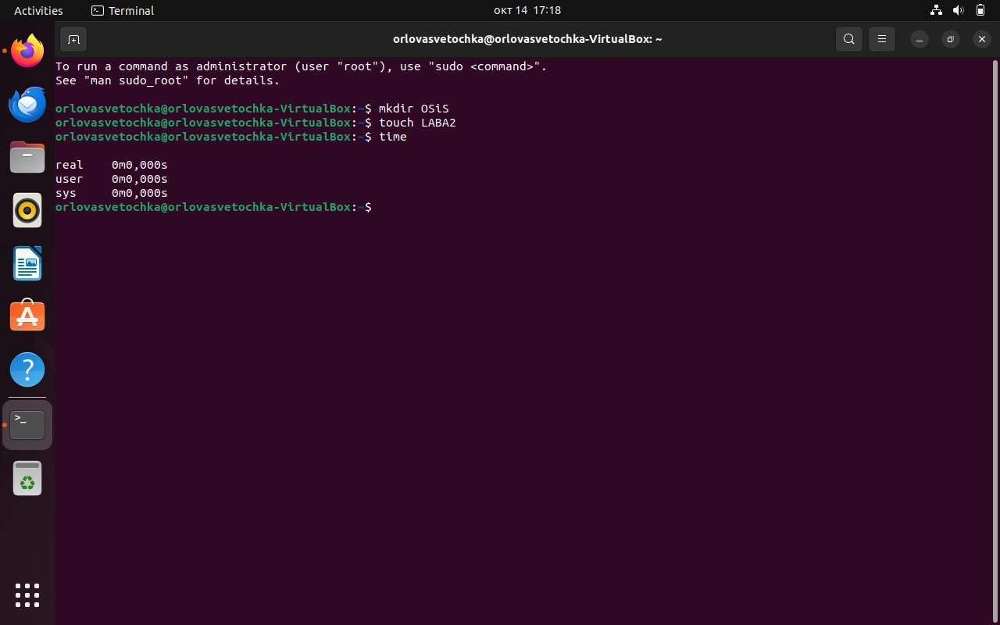 Activities
Terminal
окт 14 17:18
orlovasvetochka@orlovasvetochka-VirtualBox: ~
To run a command as administrator (user "root"), use "sudo <command>".
See "man sudo_root" for details.
orlovasvetochka@orlovasvetochka-VirtualBox:~$ mkdir OSiS
orlovasvetochka@orlovasvetochka-VirtualBox:~$ touch LABA2
orlovasvetochka@orlovasvetochka-VirtualBox:~$ time
real 0m0,000s
user 0m0,000s
sys 0m0,000s
orlovasvetochka@orlovasvetochka-VirtualBox:~$